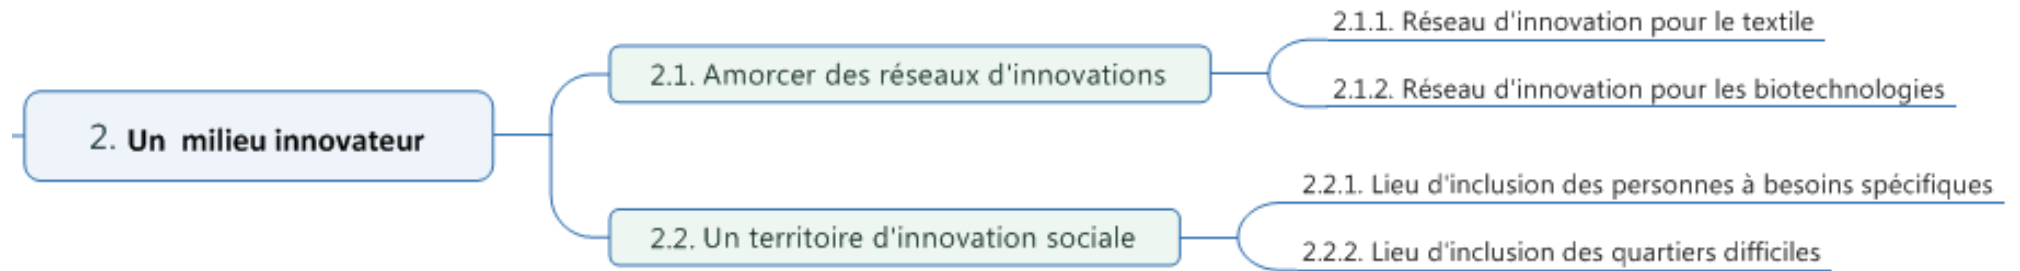 2. Un milieu innovateur
2.1. Amorcer des réseaux d'innovations
2.1.1. Réseau d'innovation pour le textile
2.1.2. Réseau d'innovation pour les biotechnologies
2.2. Un territoire d'innovation sociale
2.2.1. Lieu d'inclusion des personnes à besoins spécifiques
2.2.2. Lieu d'inclusion des quartiers difficiles